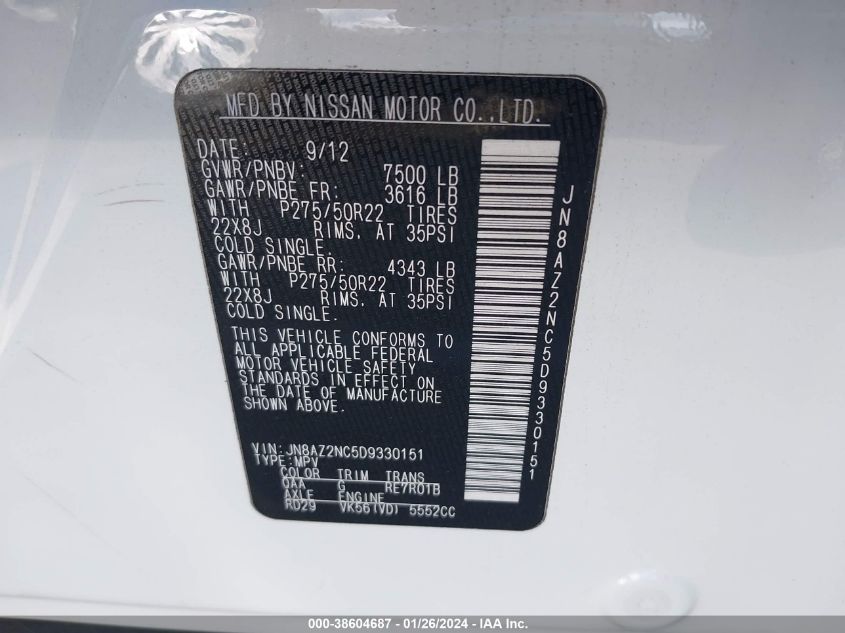 MFD BY NISSAN MOTOR CO.,LTD.
DATE: 9/12
GVWR/PNBV: 7500 LB
GAWR/PNBE FR: 3616 LB
WITH P275/50R22 TIRES
22X8J RIMS. AT 35PSI
COLD SINGLE.
GAWR/PNBE RR: 4343 LB
WITH P275/50R22 TIRES
22X8J RIMS. AT 35PSI
COLD SINGLE.
THIS VEHICLE CONFORMS TO
ALL APPLICABLE FEDERAL
MOTOR VEHICLE SAFETY
STANDARDS IN EFFECT ON
THE DATE OF MANUFACTURE
SHOWN ABOVE.
VIN:JN8AZ2NC5D9330151
TYPE:MPV
COLOR TRIM TRANS
QAA G RE7R01B
AXLE ENGINE
RD29 VK56(VD) 5552CC
JN8AZ2NC5D9330151
000-38604687 - 01/26/2024 - IAA Inc.